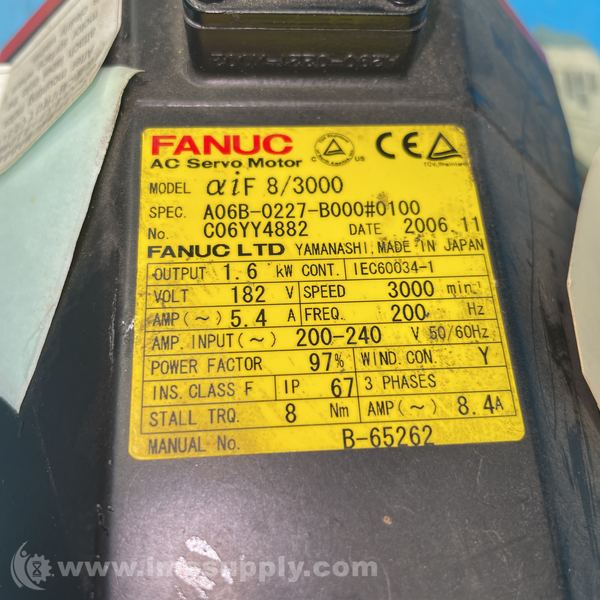 FANUC
AC Servo Motor
C US
CE
MODEL αiF 8/3000
SPEC. A06B-0227-B000#0100
No. C06YY4882 DATE 2006.11
FANUC LTD YAMANASHI, MADE IN JAPAN
OUTPUT 1.6 kW CONT. IEC60034-1
VOLT 182 V SPEED 3000 min⁻¹
AMP(~) 5.4 A FREQ. 200 Hz
AMP. INPUT(~) 200-240 V 50/60Hz
POWER FACTOR 97% WIND.CON. Y
INS. CLASS F IP 67 3 PHASES
STALL TRQ. 8 Nm AMP(~) 8.4A
MANUAL No. B-65262
www.imssupply.com